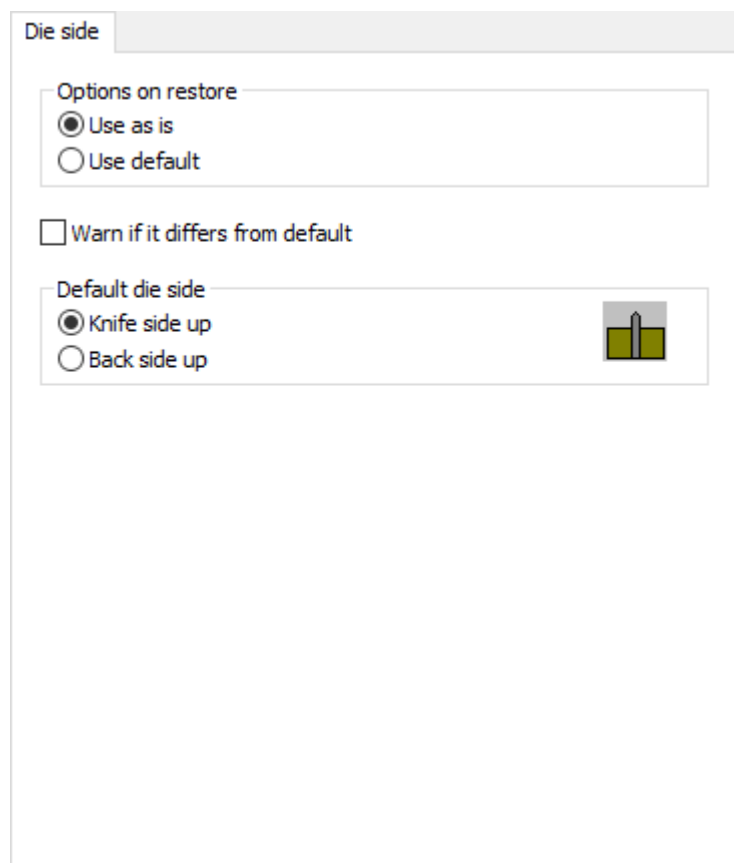 Die side
Options on restore
Use as is
Use default
Warn if it differs from default
Default die side
Knife side up
Back side up